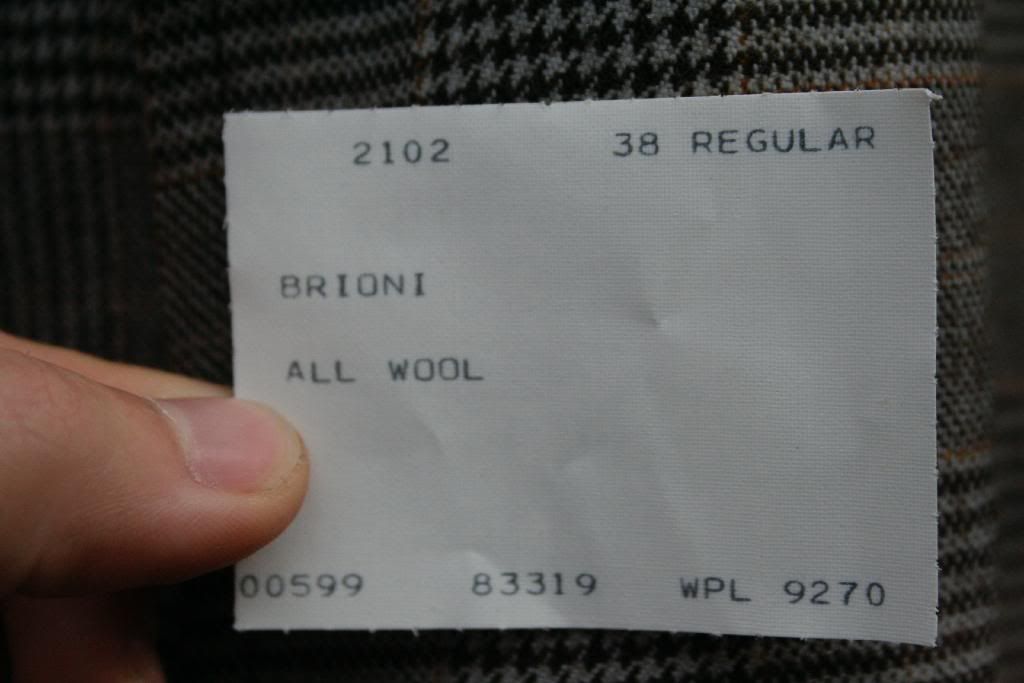 2102 38 REGULAR
BRIONI
ALL WOOL
00599 83319 WPL 9270